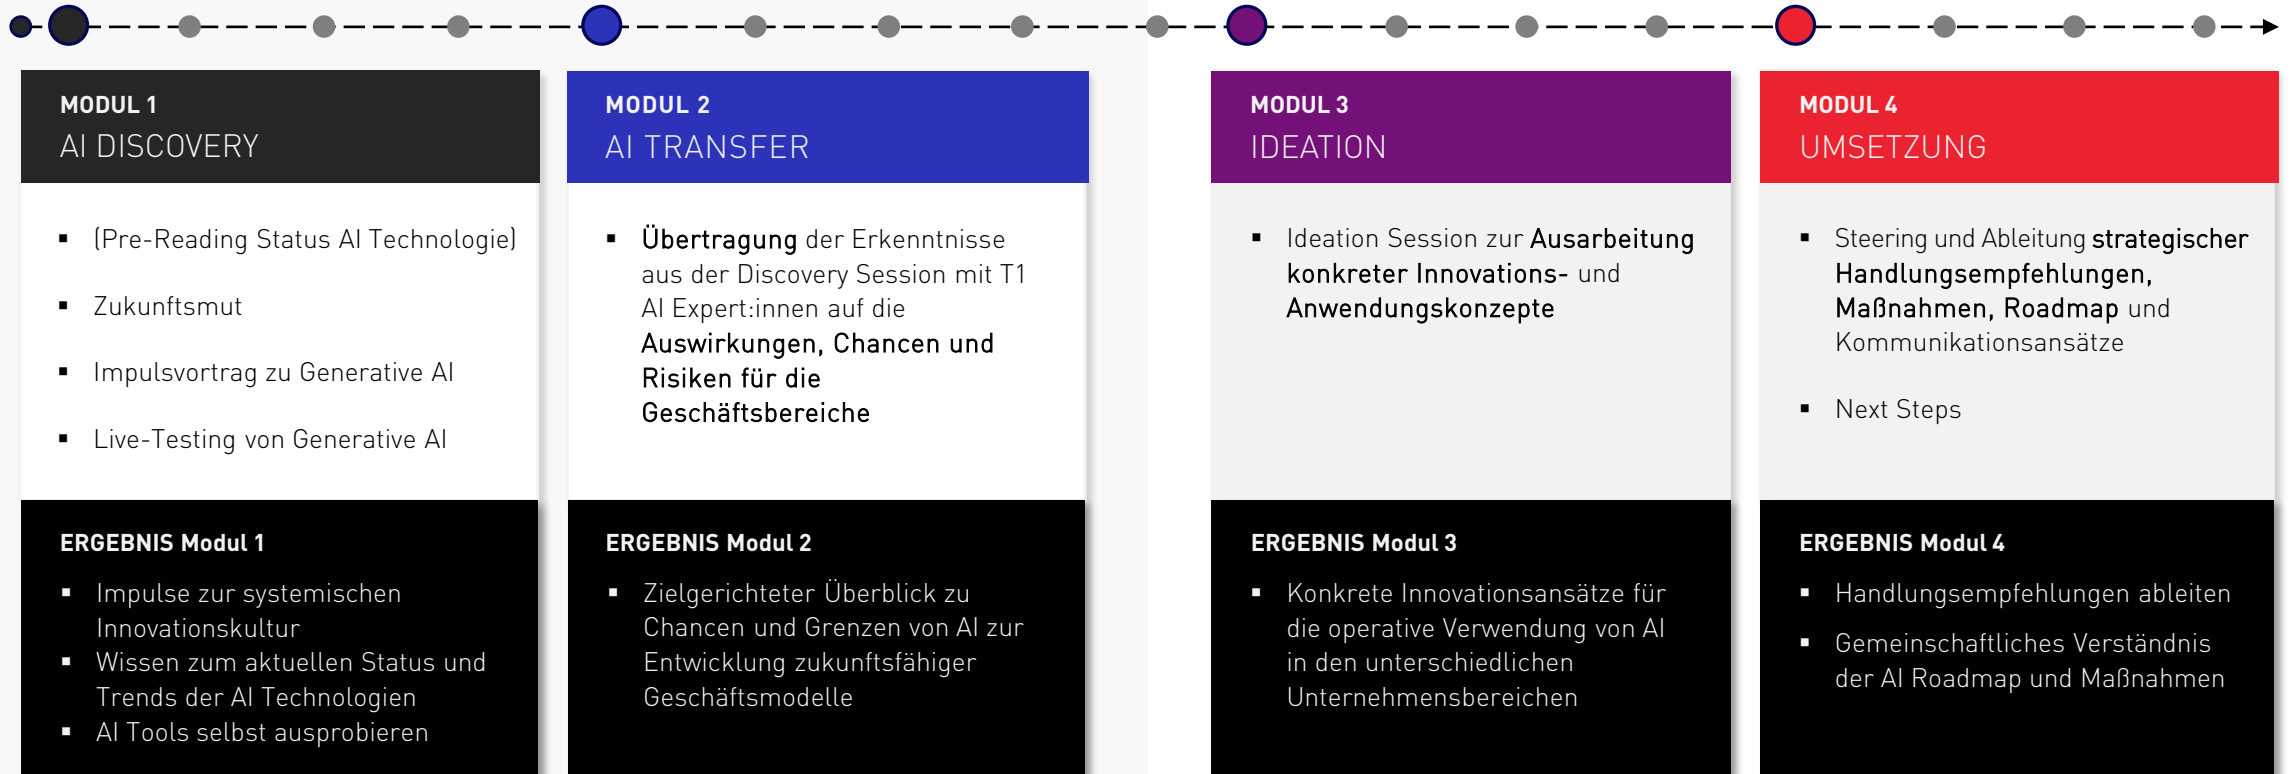 MODUL 1
AI DISCOVERY
(Pre-Reading Status AI Technologie)
Zukunftsmut
Impulsvortrag zu Generative AI
Live-Testing von Generative AI
ERGEBNIS Modul 1
Impulse zur systemischen
Innovationskultur
Wissen zum aktuellen Status und
Trends der AI Technologien
AI Tools selbst ausprobieren
MODUL 2
AI TRANSFER
Übertragung der Erkenntnisse
aus der Discovery Session mit T1
AI Expert:innen auf die
Auswirkungen, Chancen und
Risiken für die
Geschäftsbereiche
ERGEBNIS Modul 2
Zielgerichteter Überblick zu
Chancen und Grenzen von AI zur
Entwicklung zukunftsfähiger
Geschäftsmodelle
MODUL 3
IDEATION
Ideation Session zur Ausarbeitung
konkreter Innovations- und
Anwendungskonzepte
ERGEBNIS Modul 3
Konkrete Innovationsansätze für
die operative Verwendung von AI
in den unterschiedlichen
Unternehmensbereichen
MODUL 4
UMSETZUNG
Steering und Ableitung strategischer
Handlungsempfehlungen,
Maßnahmen, Roadmap und
Kommunikationsansätze
Next Steps
ERGEBNIS Modul 4
Handlungsempfehlungen ableiten
Gemeinschaftliches Verständnis
der AI Roadmap und Maßnahmen